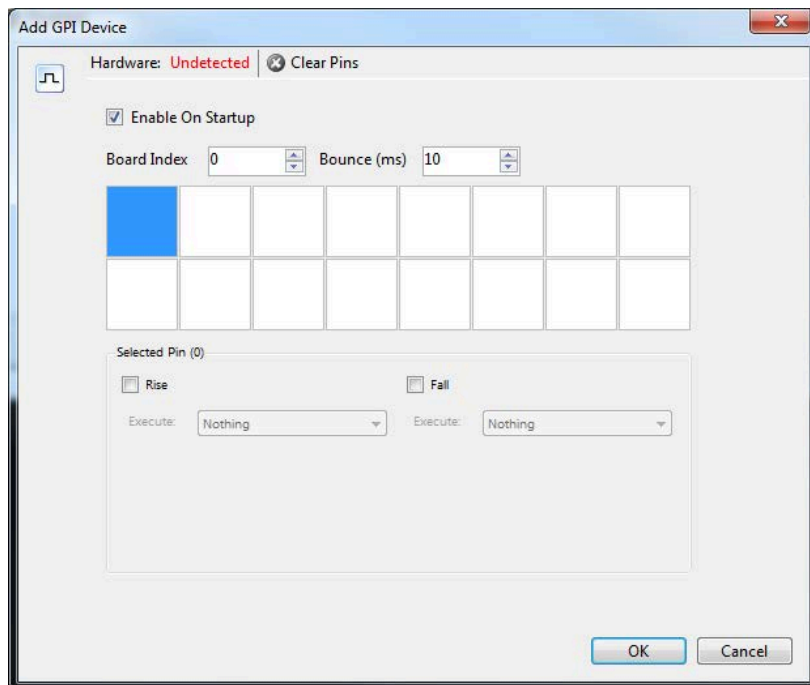 Add GPI Device
Hardware: Undetected Clear Pins
Enable On Startup
Board Index 0 Bounce (ms) 10
Selected Pin (0)
Rise Fall
Execute: Nothing Execute: Nothing
OK Cancel